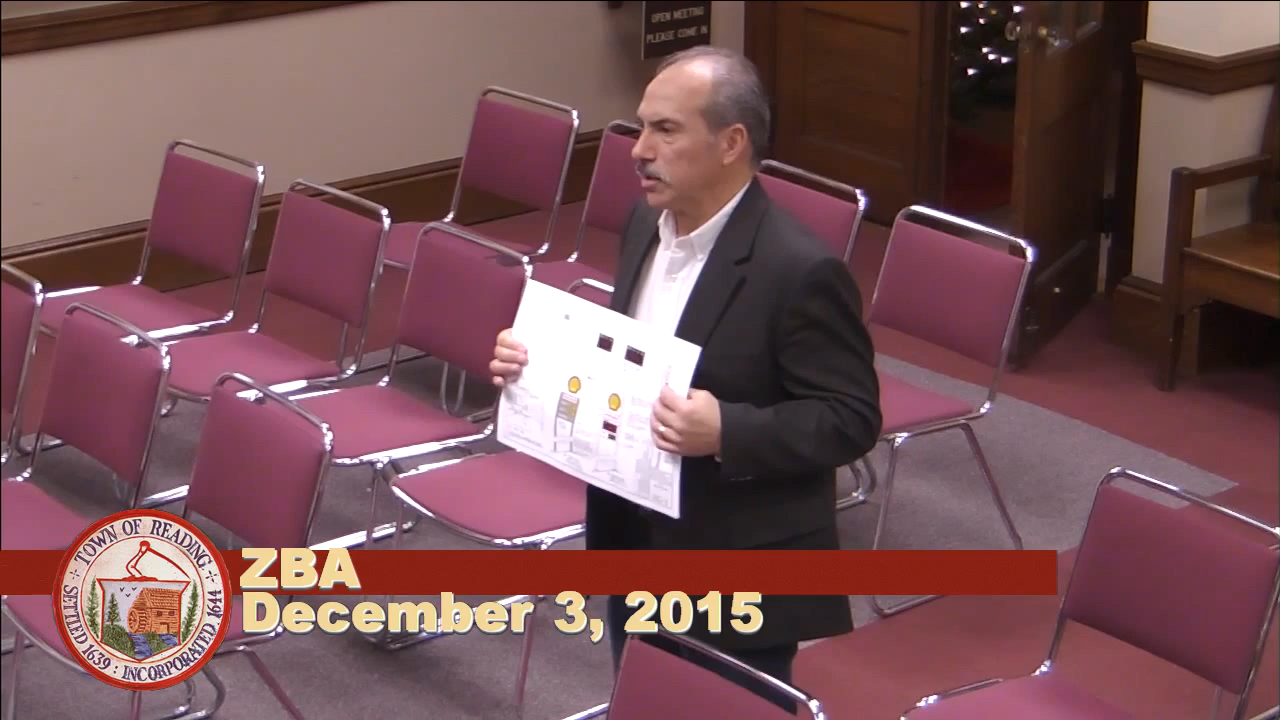 OPEN MEETING
PLEASE COME IN
TOWN OF READING
SETTLED 1639 : INCORPORATED 1644
ZBA
December 3, 2015